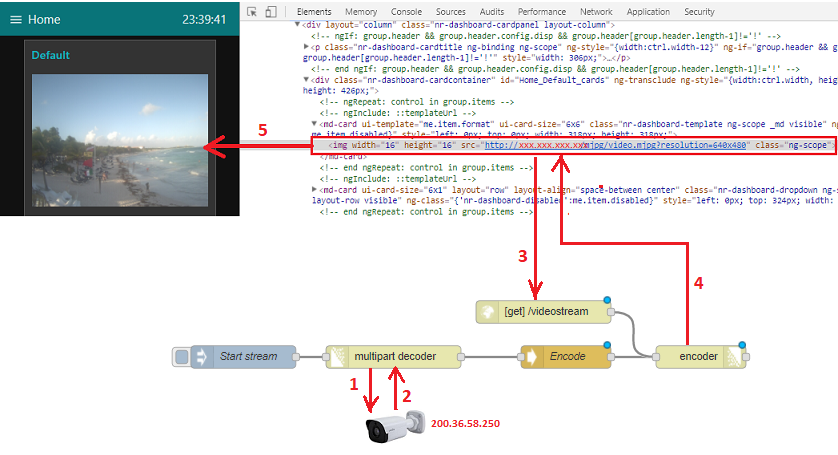 Home 23:39:41
Default
Elements Memory Console Sources Audits Performance Network Application Security
▼<div layout="column" class="nr-dashboard-cardpanel layout-column">
<!-- ngIf: group.header && group.header.config.disp && group.header[group.header.length-1]!='!' -->
▶<p class="nr-dashboard-cardtitle ng-binding ng-scope" ng-style="{width:ctrl.width-12}" ng-if="group.header && g
group.header[group.header.length-1]!='!'" style="width: 306px;">…</p>
<!-- end ngIf: group.header && group.header.config.disp && group.header[group.header.length-1]!='!' -->
▼<div class="nr-dashboard-cardcontainer" id="Home_Default_cards" ng-transclude ng-style="{width:ctrl.width, heig
height: 426px;">
<!-- ngRepeat: control in group.items -->
<!-- ngInclude: ::templateUrl -->
▼<md-card ui-template="me.item.format" ui-card-size="6x6" class="nr-dashboard-template ng-scope _md visible" ng
me.item.disabled}" style="left: 0px; top: 0px; width: 318px; height: 318px;">
<img width="16" height="16" src="http://xxx.xxx.xxx.xx/mjpg/video.mjpg?resolution=640x480" class="ng-scope">
</md-card>
<!-- end ngRepeat: control in group.items -->
<!-- ngInclude: ::templateUrl -->
▶<md-card ui-card-size="6x1" layout="row" layout-align="space-between center" class="nr-dashboard-dropdown ng-s
layout-row visible" ng-class="{'nr-dashboard-disabled':me.item.disabled}" style="left: 0px; top: 324px; width:
<!-- end ngRepeat: control in group.items -->
5
3
4
[get] /videostream
Start stream
multipart decoder
Encode
encoder
1
2
200.36.58.250